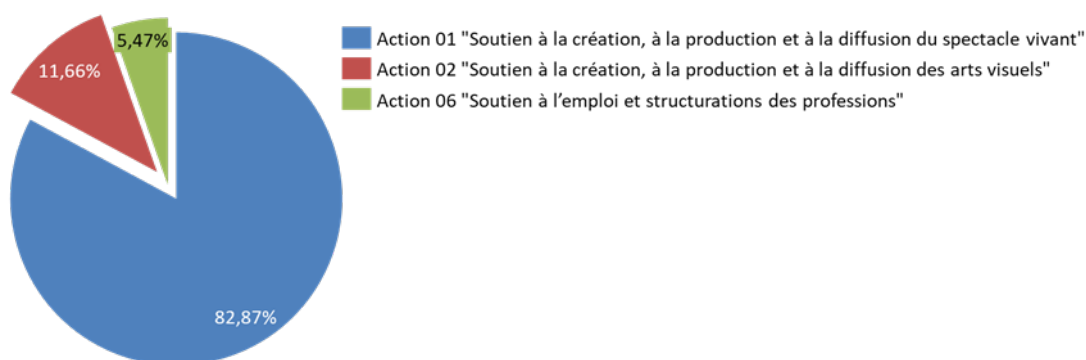 5,47%
11,66%
82,87%
Action 01 "Soutien à la création, à la production et à la diffusion du spectacle vivant"
Action 02 "Soutien à la création, à la production et à la diffusion des arts visuels"
Action 06 "Soutien à l’emploi et structurations des professions"